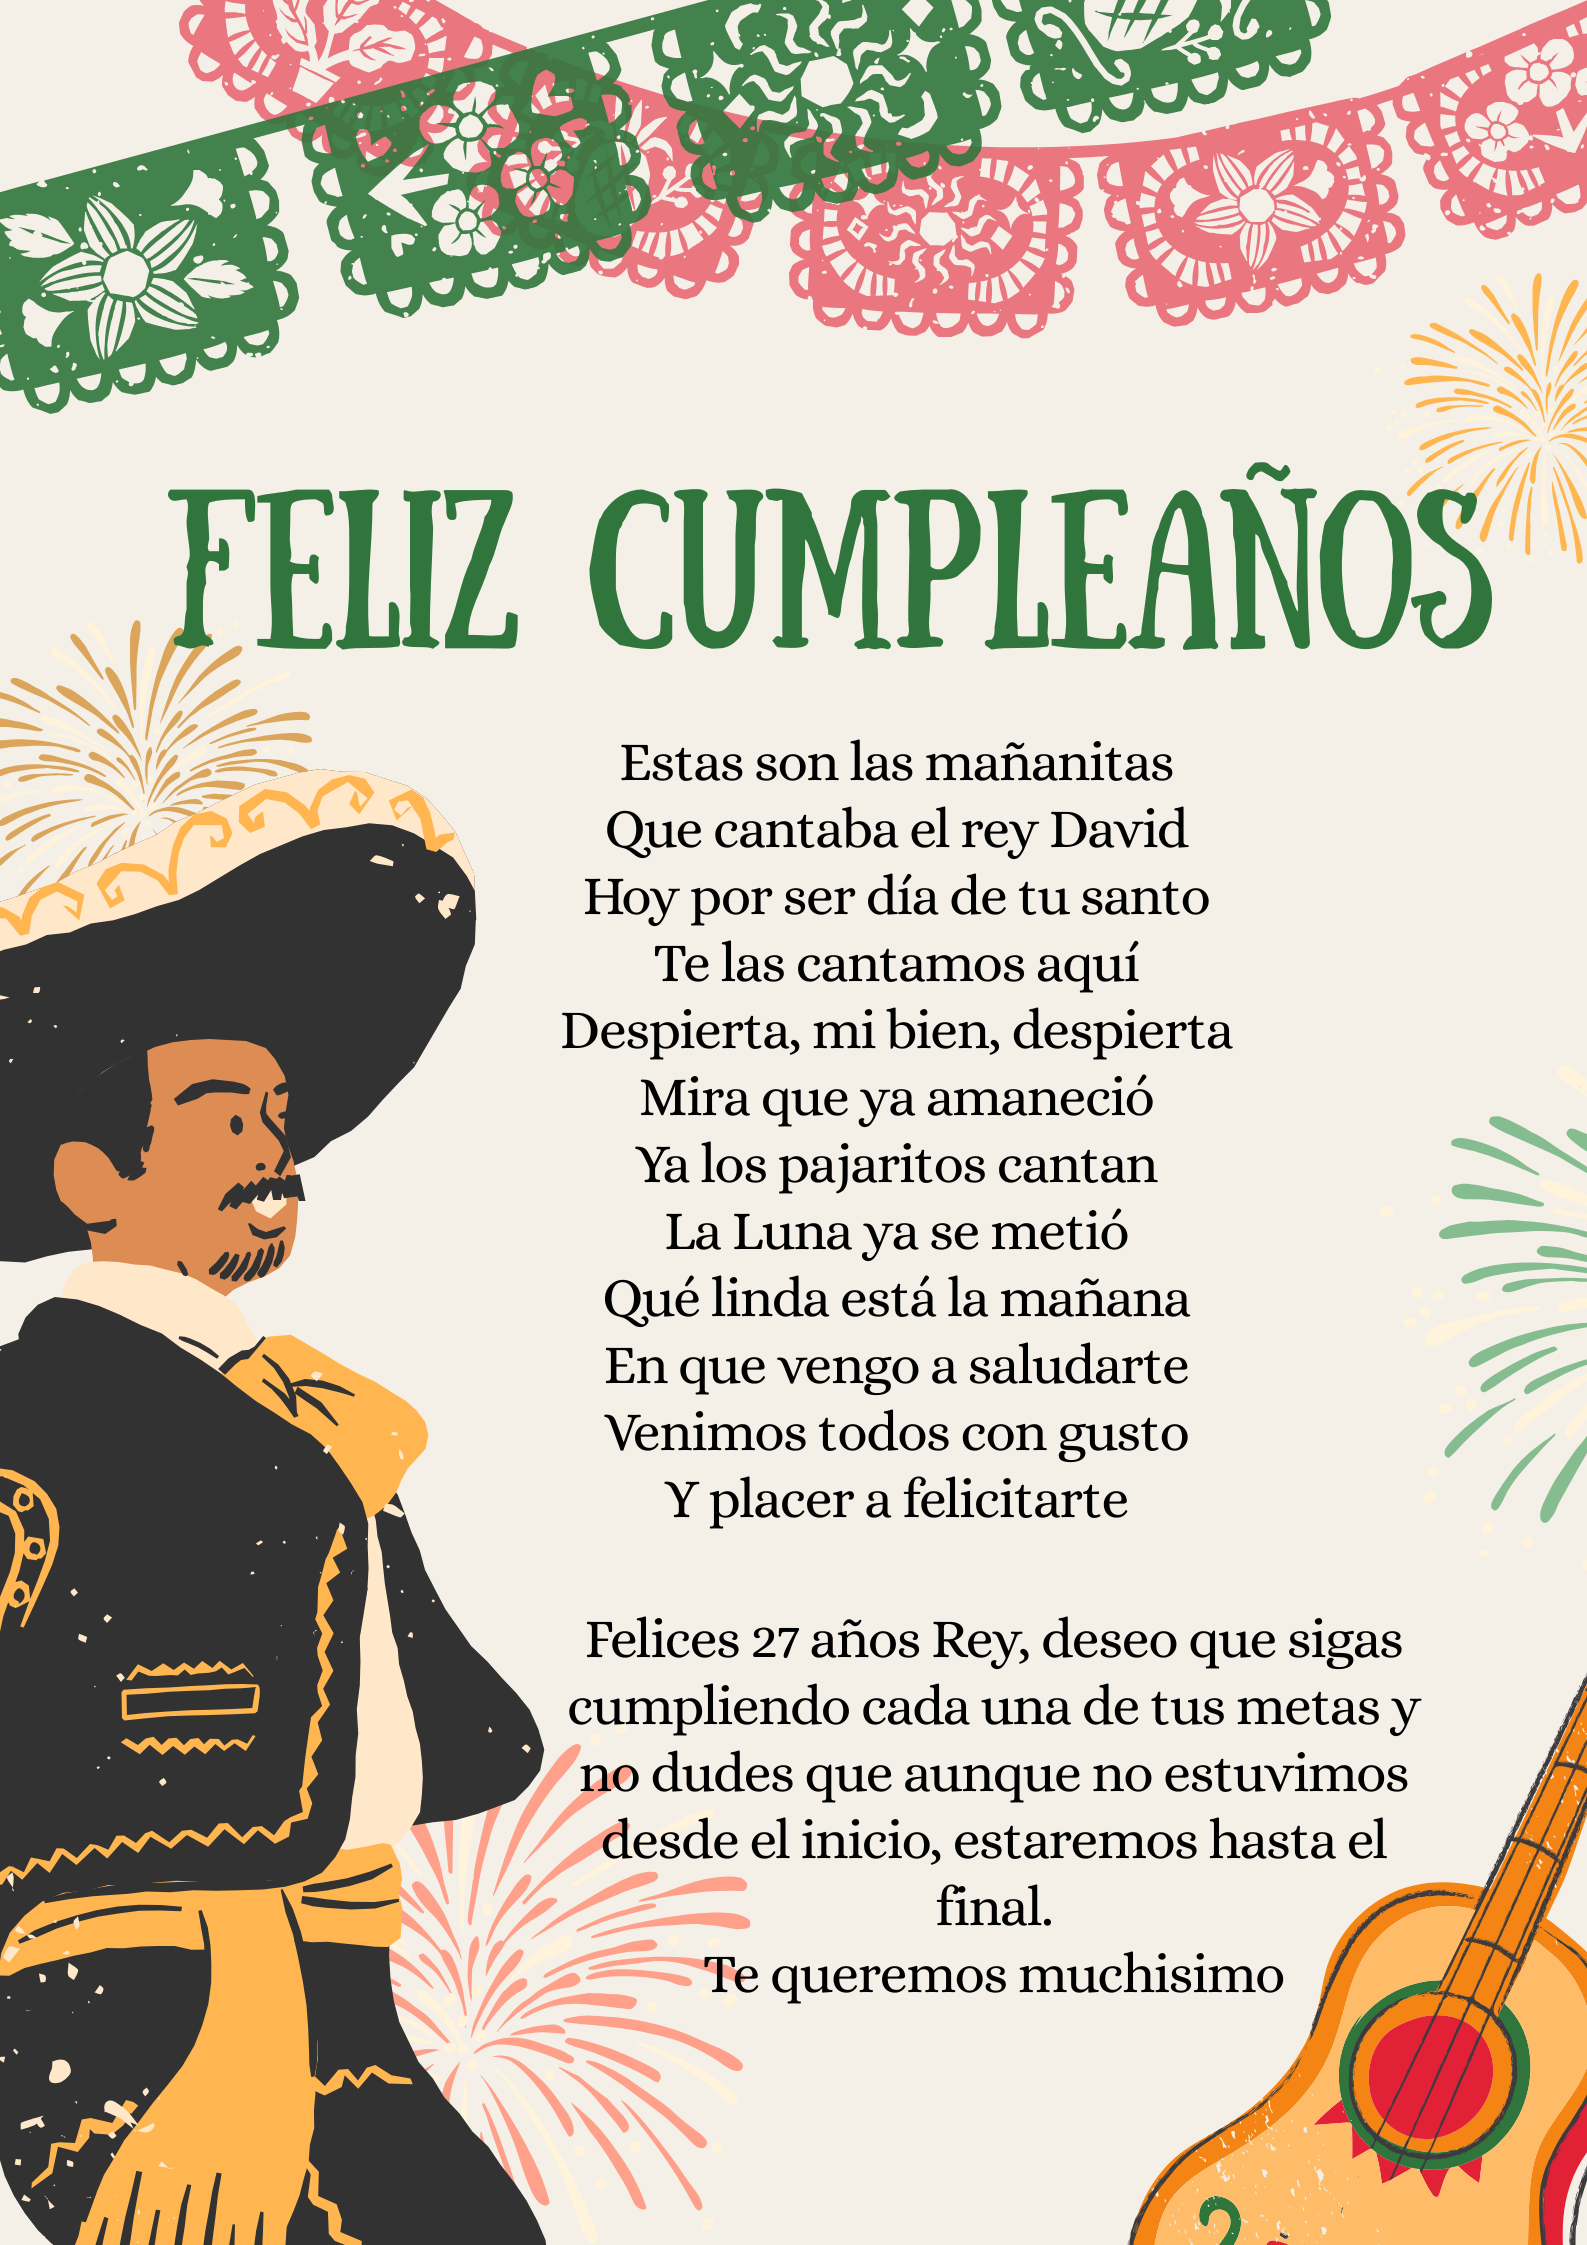 FELIZ CUMPLEAÑOS
Estas son las mañanitas
Que cantaba el rey David
Hoy por ser día de tu santo
Te las cantamos aquí
Despierta, mi bien, despierta
Mira que ya amaneció
Ya los pajaritos cantan
La Luna ya se metió
Qué linda está la mañana
En que vengo a saludarte
Venimos todos con gusto
Y placer a felicitarte
Felices 27 años Rey, deseo que sigas
cumpliendo cada una de tus metas y
no dudes que aunque no estuvimos
desde el inicio, estaremos hasta el
final.
Te queremos muchisimo